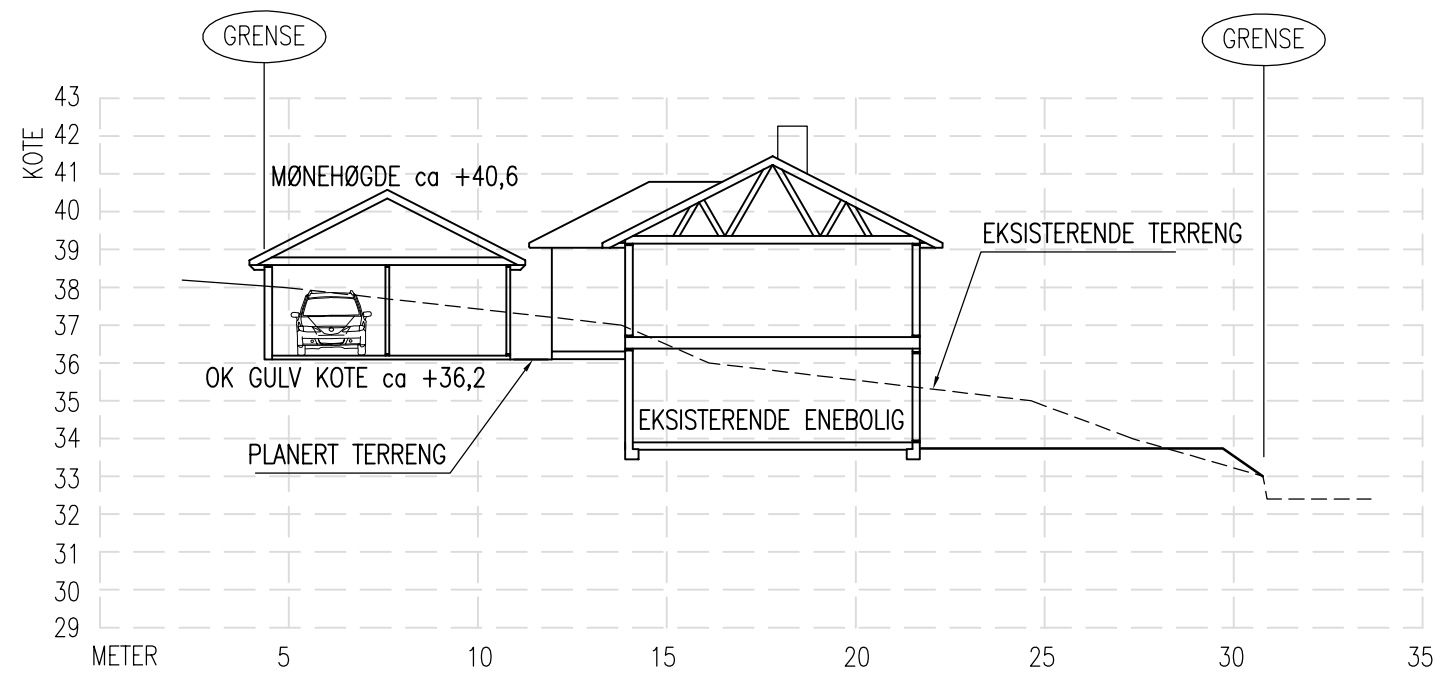 GRENSE
GRENSE
43
42
KOTE
41
MØNEHØGDE ca +40,6
40
39
EKSISTERENDE TERRENG
38
37
36
OK GULV KOTE ca +36,2
35
EKSISTERENDE ENEBOLIG
34
PLANERT TERRENG
33
32
31
30
29
METER 5 10 15 20 25 30 35